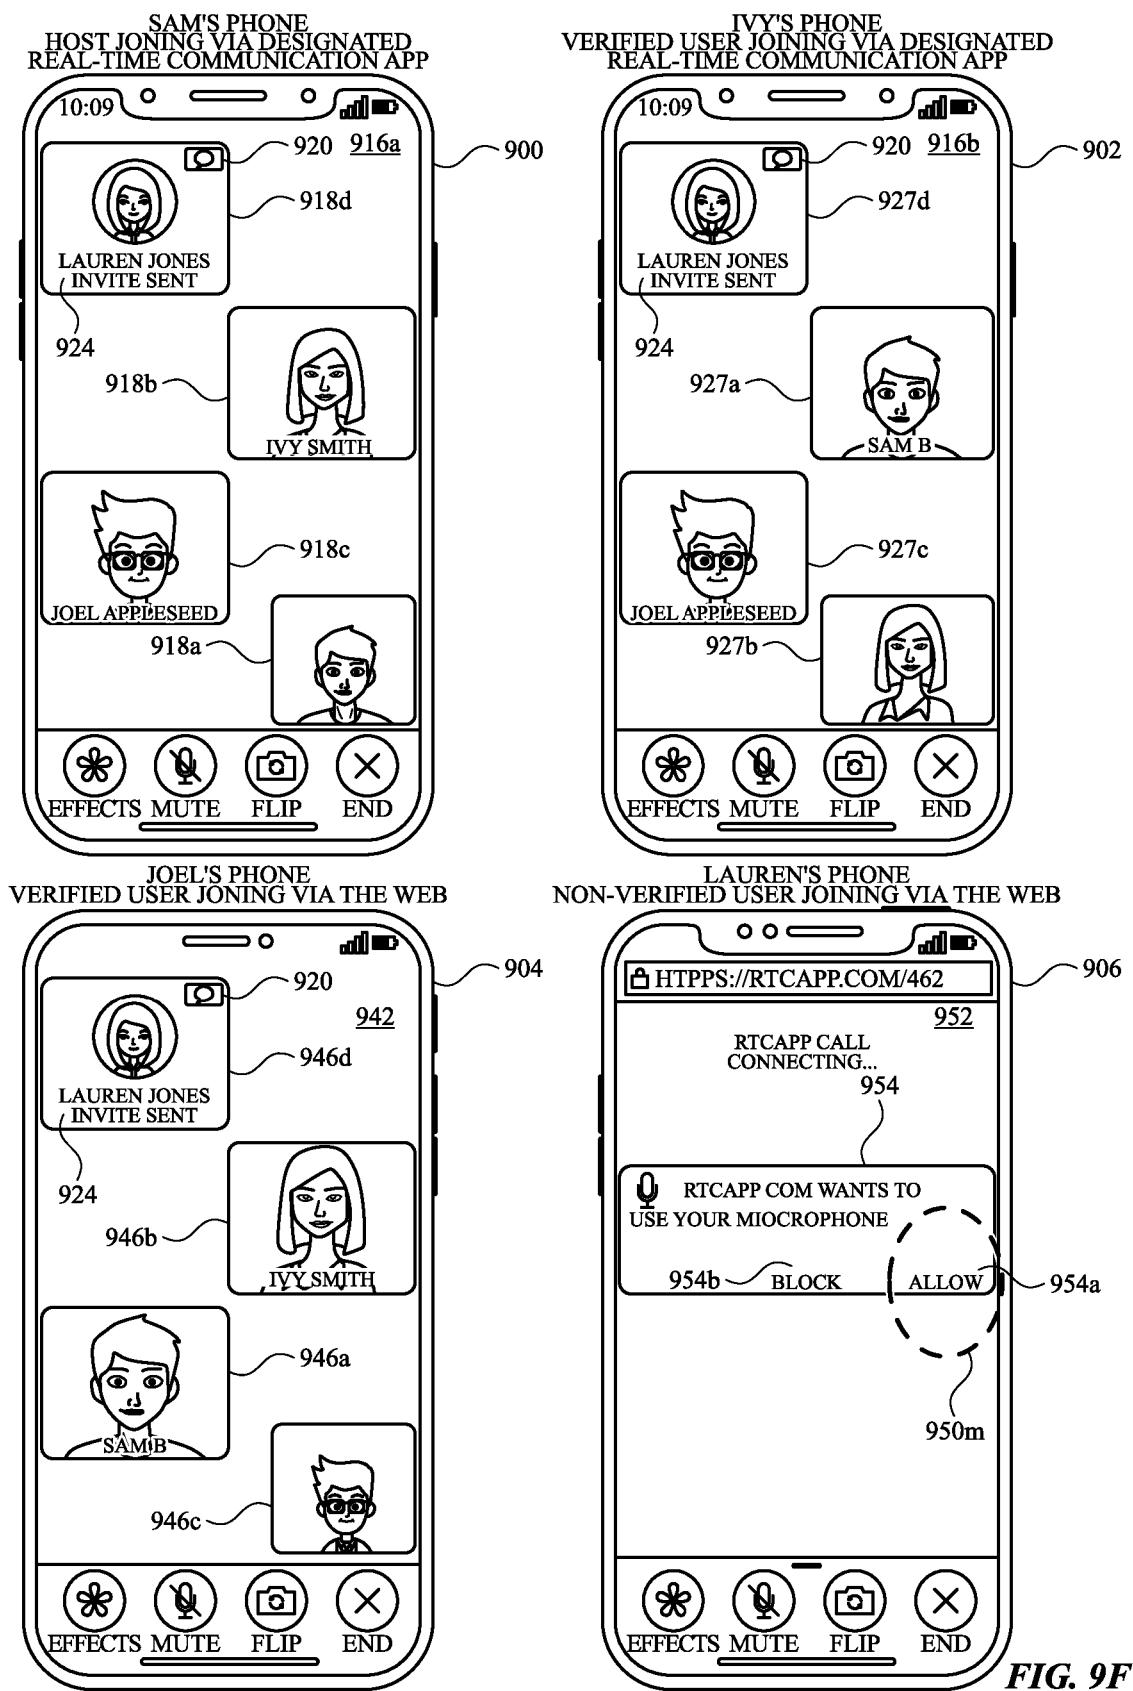 SAM'S PHONE
HOST JONING VIA DESIGNATED
REAL-TIME COMMUNICATION APP
10:09
920
916a
900
918d
LAUREN JONES
INVITE SENT
924
918b
IVY SMITH
918c
JOEL APPLESEED
918a
EFFECTS MUTE FLIP END
IVY'S PHONE
VERIFIED USER JOINING VIA DESIGNATED
REAL-TIME COMMUNICATION APP
10:09
920
916b
902
927d
LAUREN JONES
INVITE SENT
924
927a
SAM B
927c
JOEL APPLESEED
927b
EFFECTS MUTE FLIP END
JOEL'S PHONE
VERIFIED USER JOINING VIA THE WEB
904
920
942
946d
LAUREN JONES
INVITE SENT
924
946b
IVY SMITH
946a
SAM B
946c
EFFECTS MUTE FLIP END
LAUREN'S PHONE
NON-VERIFIED USER JOINING VIA THE WEB
HTPPS://RTCAPP.COM/462
906
952
RTCAPP CALL
CONNECTING...
954
RTCAPP COM WANTS TO
USE YOUR MIOCROPHONE
954b
BLOCK
ALLOW
954a
950m
EFFECTS MUTE FLIP END
FIG. 9F